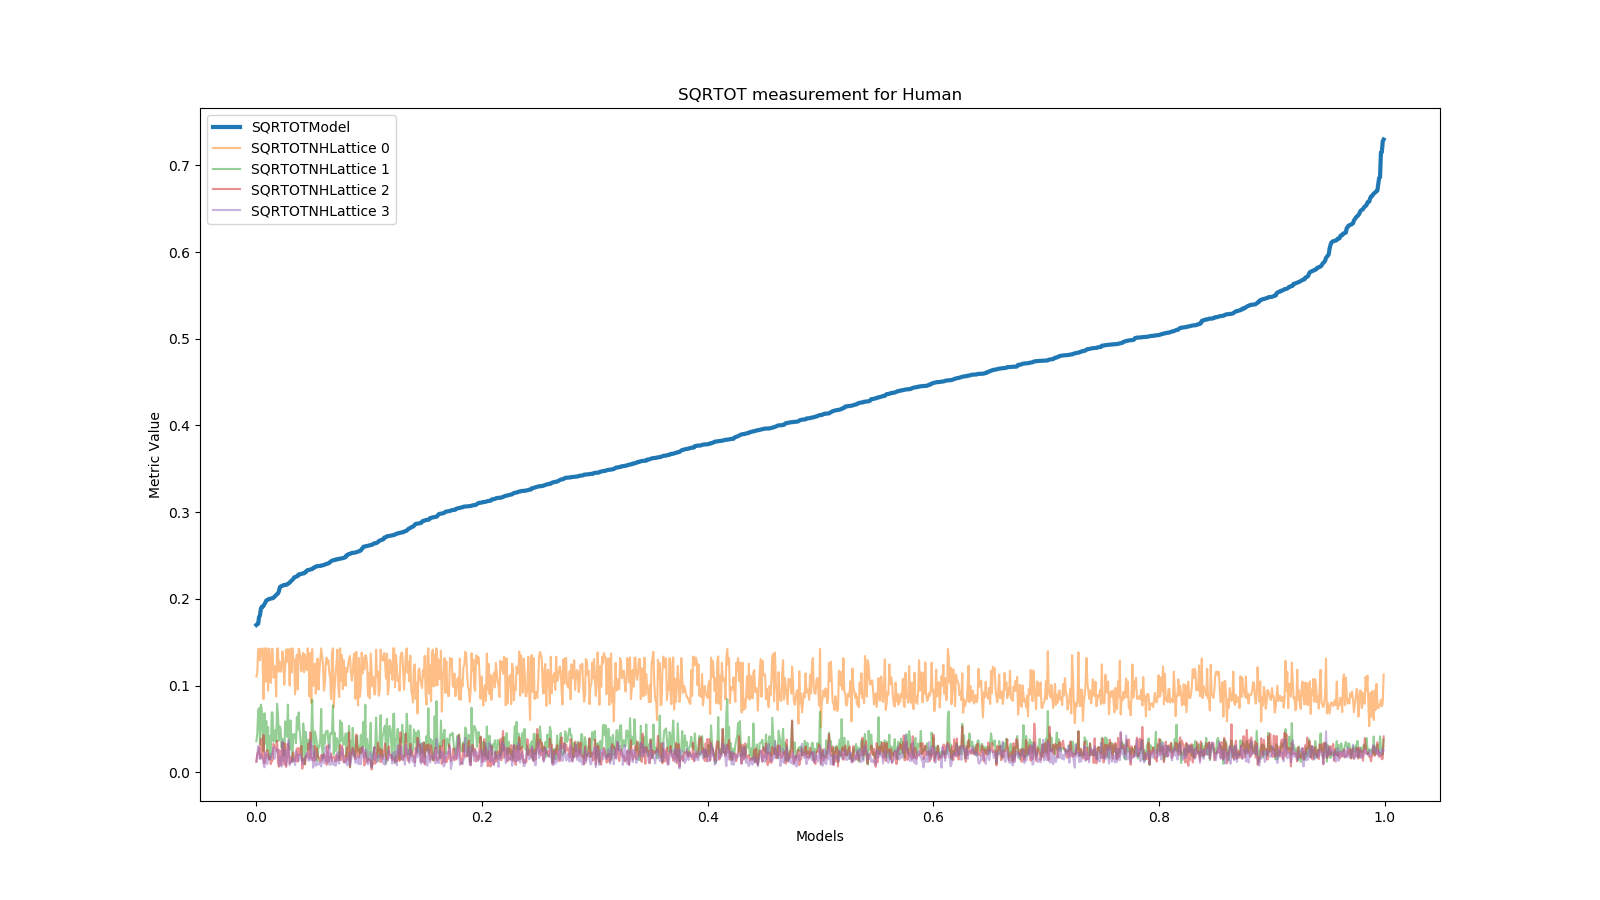 SQRTOT measurement for Human
SQRTOTModel
SQRTOTNHLattice 0
SQRTOTNHLattice 1
SQRTOTNHLattice 2
SQRTOTNHLattice 3
0.7
0.6
0.5
0.4
0.3
0.2
0.1
0.0
Metric Value
0.0 0.2 0.4 0.6 0.8 1.0
Models